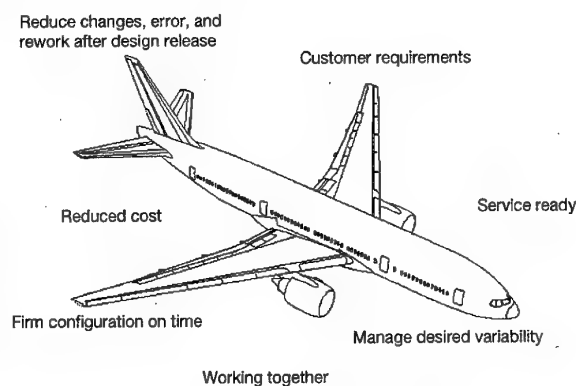 Reduce changes, error, and
rework after design release
Customer requirements
Reduced cost
Service ready
Firm configuration on time
Manage desired variability
Working together